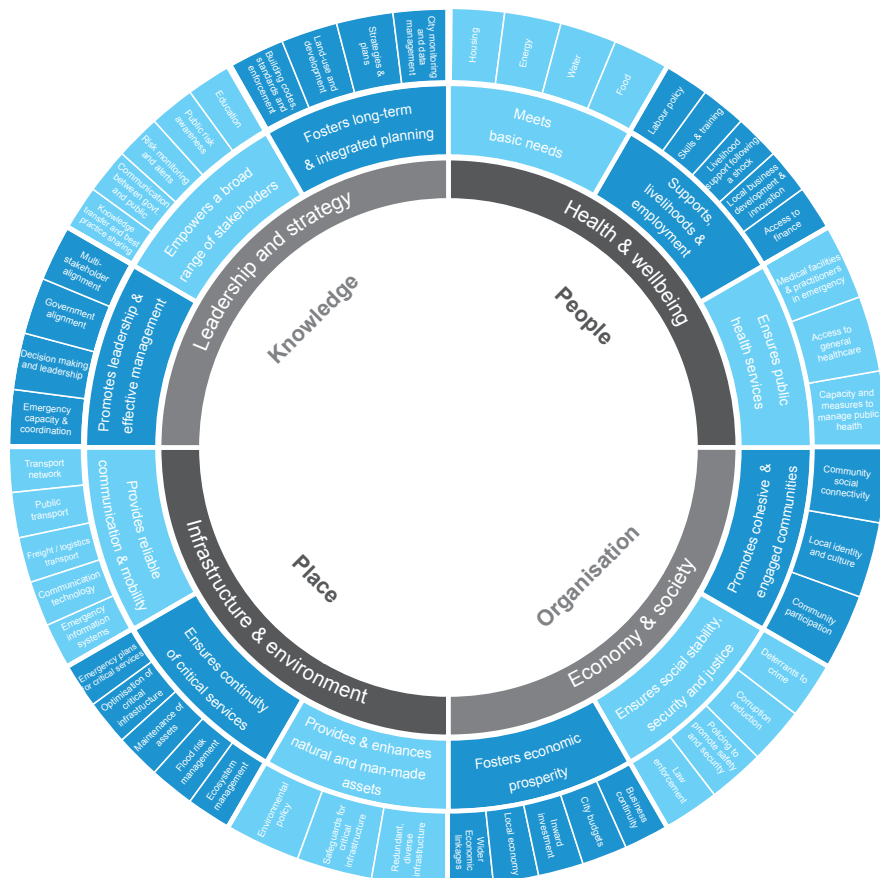 Knowledge
People
Organisation
Place
Health & wellbeing
Economy & society
Infrastructure & environment
Leadership and strategy
Meets
basic needs
Housing
Energy
Water
Food
Supports,
livelihoods &
employment
Labour policy
Skills & training
Livelihood
support following
a shock
Local business
development &
innovation
Access to
finance
Ensures public
health services
Medical facilities
& practitioners
in emergency
Access to
general
healthcare
Capacity and
measures to
manage public
health
Promotes cohesive &
engaged communities
Community
social
connectivity
Local identity
and culture
Community
participation
Ensures social stability,
security and justice
Deterrants to
crime
Corruption
reduction
Policing to
promote safety
and security
Law
enforcement
Fosters economic
prosperity
Business
continuity
City budgets
Inward
investment
Local economy
Wider
Economic
linkages
Provides & enhances
natural and man-made
assets
Redundant,
diverse
infrastructure
Safeguards for
critical
infrastructure
Environmental
policy
Ensures continuity
of critical services
Ecosystem
management
Flood risk
management
Maintenance of
assets
Optimisation of
critical
infrastructure
Emergency plans
or critical services
Provides reliable
communication & mobility
Emergency
information
systems
Communication
technology
Freight / logistics
transport
Public
transport
Transport
network
Promotes leadership &
effective management
Emergency
capacity &
coordination
Decision making
and leadership
Government
alignment
Multi-
stakeholder
alignment
Empowers a broad
range of stakeholders
Knowledge
transfer and best
practice sharing
Communication
between govt.
and public
Risk monitoring
and alerts
Public risk
awareness
Education
Fosters long-term
& integrated planning
Building codes,
standards and
enforcement
Land-use and
development
Strategies &
plans
City monitoring
and data
management